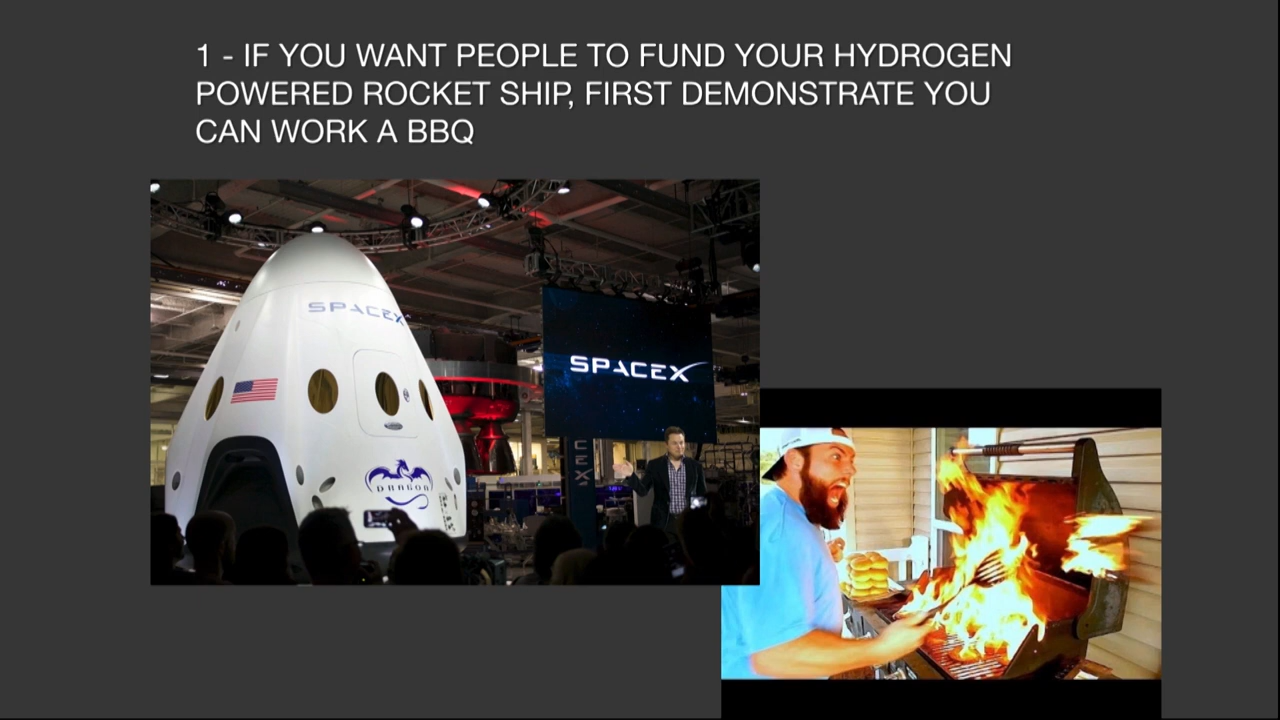 1 - IF YOU WANT PEOPLE TO FUND YOUR HYDROGEN
POWERED ROCKET SHIP, FIRST DEMONSTRATE YOU
CAN WORK A BBQ
SPACEX
SPACEX
DRAGON